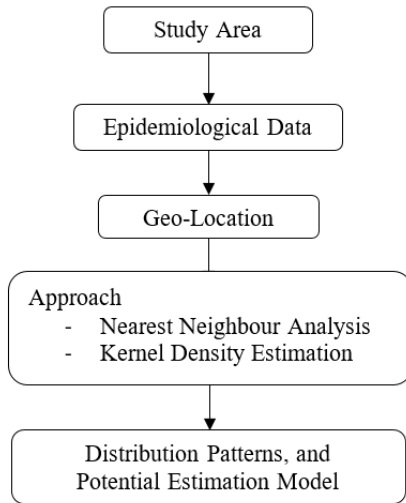 Study Area
Epidemiological Data
Geo-Location
Approach
- Nearest Neighbour Analysis
- Kernel Density Estimation
Distribution Patterns, and
Potential Estimation Model